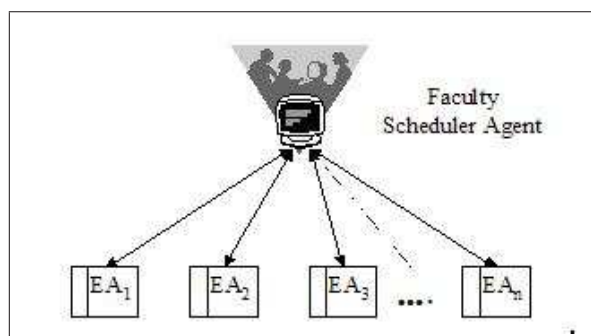 Faculty
Scheduler Agent
EA₁ EA₂ EA₃ .... EAₙ